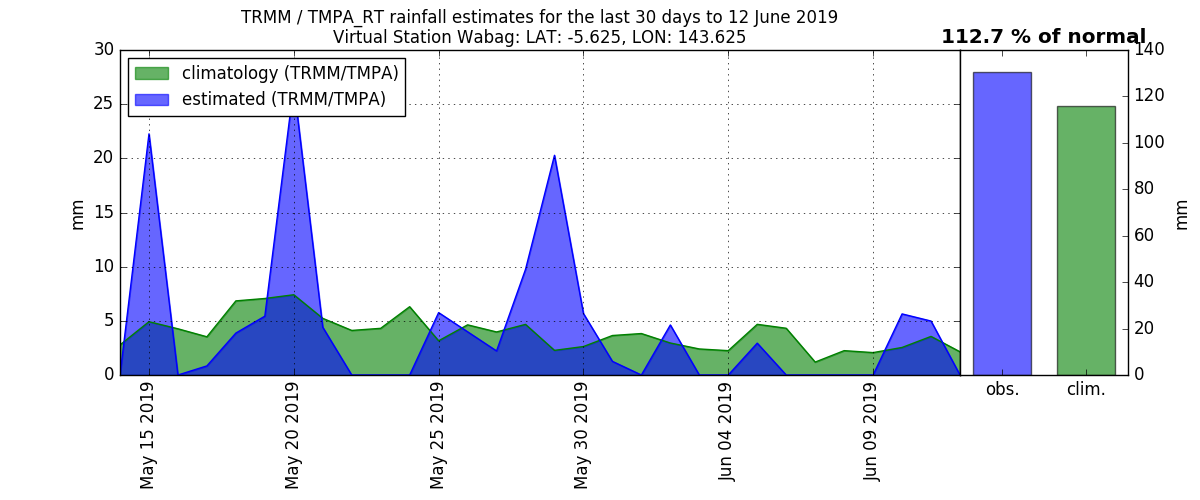 TRMM / TMPA_RT rainfall estimates for the last 30 days to 12 June 2019
Virtual Station Wabag: LAT: -5.625, LON: 143.625
112.7 % of normal
climatology (TRMM/TMPA)
estimated (TRMM/TMPA)
30
25
20
15
10
5
0
mm
May 15 2019
May 20 2019
May 25 2019
May 30 2019
Jun 04 2019
Jun 09 2019
140
120
100
80
60
40
20
0
mm
obs.
clim.